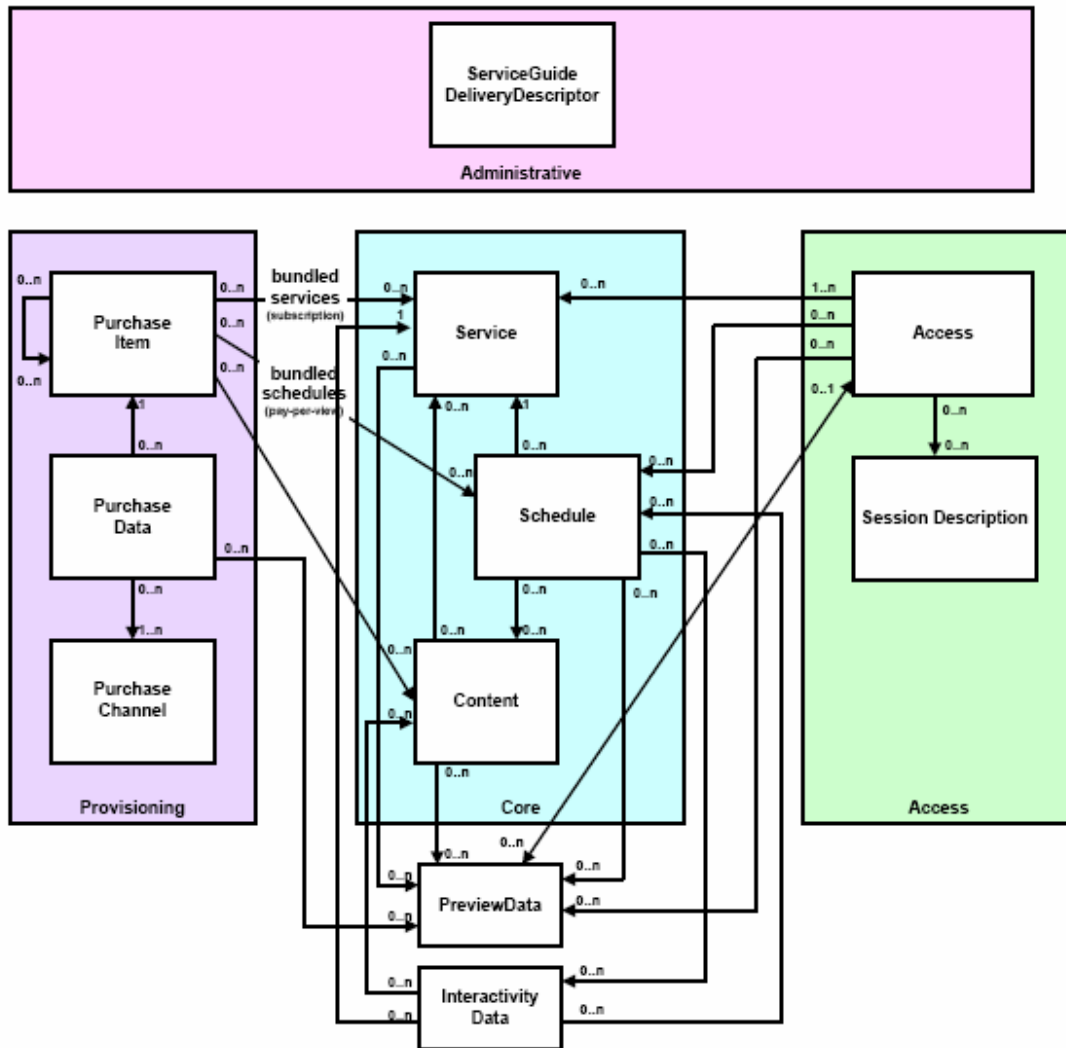 ServiceGuide
DeliveryDescriptor
Administrative
0..n
0..n
bundled
services
(subscription)
0..n
0..n
1..n
Purchase
Item
0..n
1
Service
0..n
Access
0..n
0..n
bundled
schedules
(pay-per-view)
0..n
0..n
0..n
0..1
1
0..n
1
0..n
0..n
0..n
0..n
0..n
0..n
Purchase
Data
Schedule
0..n
Session Description
0..n
0..n
0..n
0..n
0..n
1..n
0..n
0..n
0..n
Purchase
Channel
Content
0..n
0..n
Provisioning
Core
Access
0..n
0..n
0..n
0..n
PreviewData
0..n
0..n
0..n
0..n
Interactivity
Data
0..n
0..n
0..n